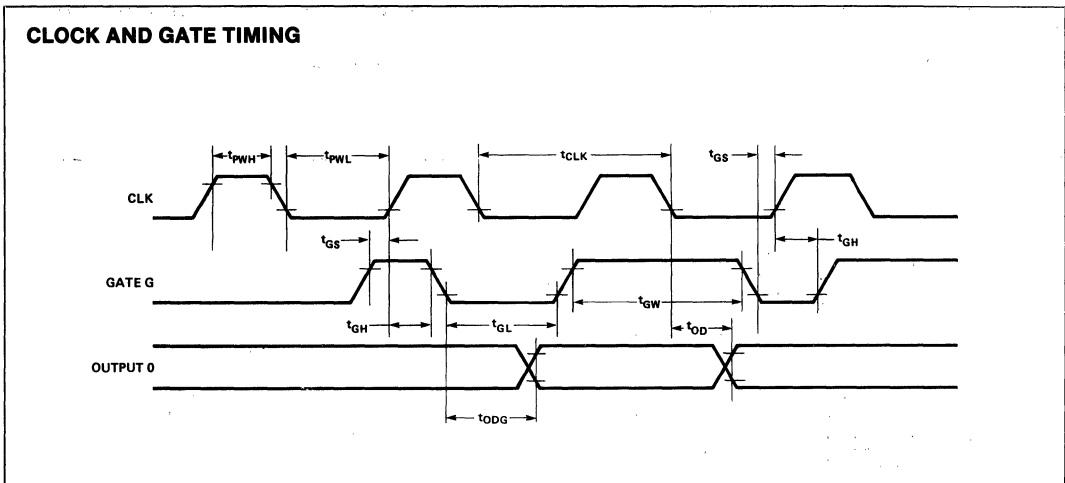 CLOCK AND GATE TIMING
tPWH tPWL tCLK tGS
CLK
tGS tGH
GATE G
tGH tGL tGW tOD
OUTPUT 0
tODG